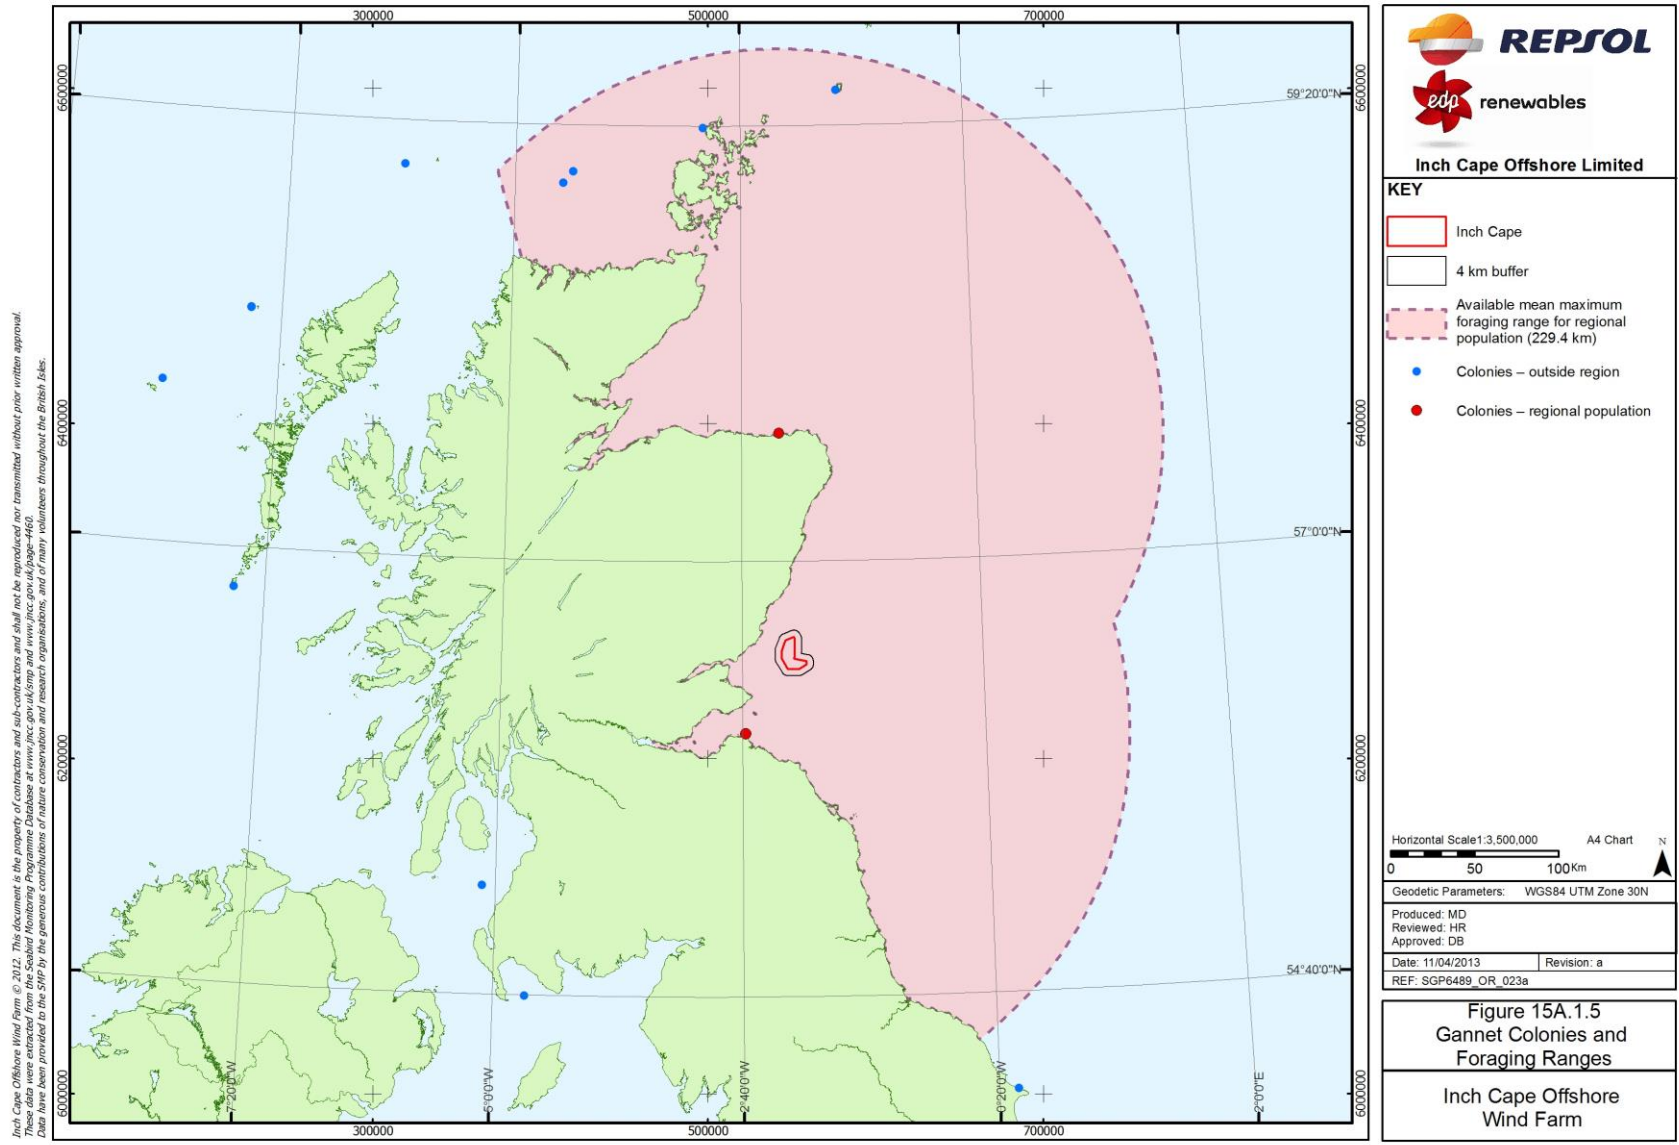 300000
500000
700000
6600000
6600000
59°20'0"N
6400000
6400000
57°0'0"N
6200000
6200000
54°40'0"N
6000000
6000000
7°20'0"W
5°0'0"W
2°40'0"W
0°20'0"W
2°0'0"E
300000
500000
700000
Inch Cape Offshore Wind Farm © 2012. This document is the property of contractors and sub-contractors and shall not be reproduced nor transmitted without prior written approval.
These data were extracted from the Seabird Monitoring Programme Database at www.jncc.gov.uk/smp and www.jncc.gov.uk/page-4460.
Data have been provided to the SMP by the generous contributions of nature conservation and research organisations, and of many volunteers throughout the British Isles.
REPSOL
edp renewables
Inch Cape Offshore Limited
KEY
Inch Cape
4 km buffer
Available mean maximum
foraging range for regional
population (229.4 km)
Colonies – outside region
Colonies – regional population
Horizontal Scale1:3,500,000 A4 Chart N
0 50 100Km
Geodetic Parameters: WGS84 UTM Zone 30N
Produced: MD
Reviewed: HR
Approved: DB
Date: 11/04/2013 Revision: a
REF: SGP6489_OR_023a
Figure 15A.1.5
Gannet Colonies and
Foraging Ranges
Inch Cape Offshore
Wind Farm